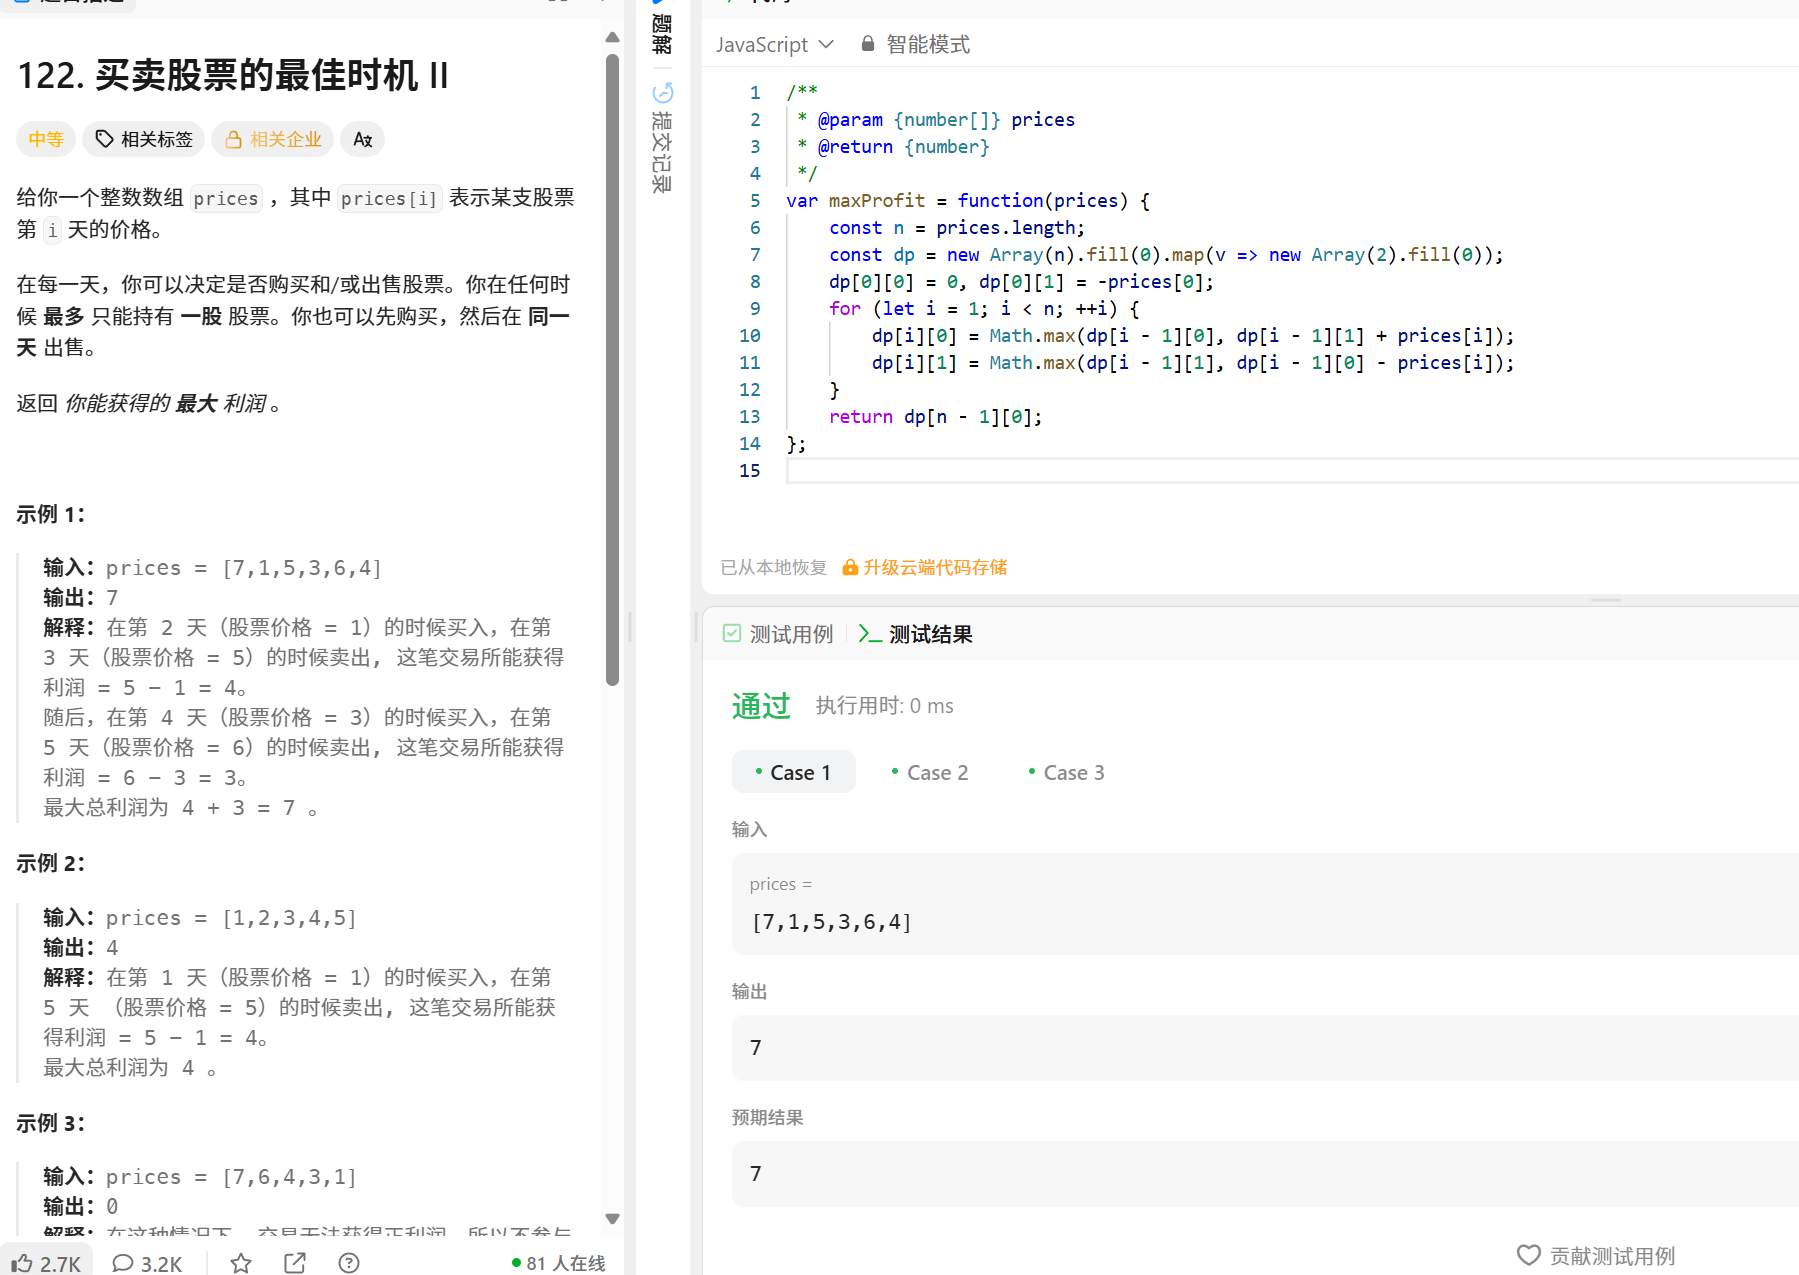 122. 买卖股票的最佳时机 II
中等 相关标签 相关企业
给你一个整数数组 prices ，其中 prices[i] 表示某支股票
第 i 天的价格。
在每一天，你可以决定是否购买和/或出售股票。你在任何时
候 最多 只能持有 一股 股票。你也可以先购买，然后在 同一
天 出售。
返回 你能获得的 最大 利润 。
示例 1：
输入：prices = [7,1,5,3,6,4]
输出：7
解释：在第 2 天（股票价格 = 1）的时候买入，在第
3 天（股票价格 = 5）的时候卖出, 这笔交易所能获得
利润 = 5 - 1 = 4。
随后，在第 4 天（股票价格 = 3）的时候买入，在第
5 天（股票价格 = 6）的时候卖出, 这笔交易所能获得
利润 = 6 - 3 = 3。
最大总利润为 4 + 3 = 7 。
示例 2：
输入：prices = [1,2,3,4,5]
输出：4
解释：在第 1 天（股票价格 = 1）的时候买入，在第
5 天 （股票价格 = 5）的时候卖出, 这笔交易所能获
得利润 = 5 - 1 = 4。
最大总利润为 4 。
示例 3：
输入：prices = [7,6,4,3,1]
输出：0
解释：在这种情况下, 交易无法获得正利润，所以不参与
2.7K 3.2K 81 人在线
题解
提交记录
JavaScript 智能模式
1 /**
2 * @param {number[]} prices
3 * @return {number}
4 */
5 var maxProfit = function(prices) {
6 const n = prices.length;
7 const dp = new Array(n).fill(0).map(v => new Array(2).fill(0));
8 dp[0][0] = 0, dp[0][1] = -prices[0];
9 for (let i = 1; i < n; ++i) {
10 dp[i][0] = Math.max(dp[i - 1][0], dp[i - 1][1] + prices[i]);
11 dp[i][1] = Math.max(dp[i - 1][1], dp[i - 1][0] - prices[i]);
12 }
13 return dp[n - 1][0];
14 };
15
已从本地恢复 升级云端代码存储
测试用例 测试结果
通过 执行用时: 0 ms
Case 1 Case 2 Case 3
输入
prices =
[7,1,5,3,6,4]
输出
7
预期结果
7
贡献测试用例